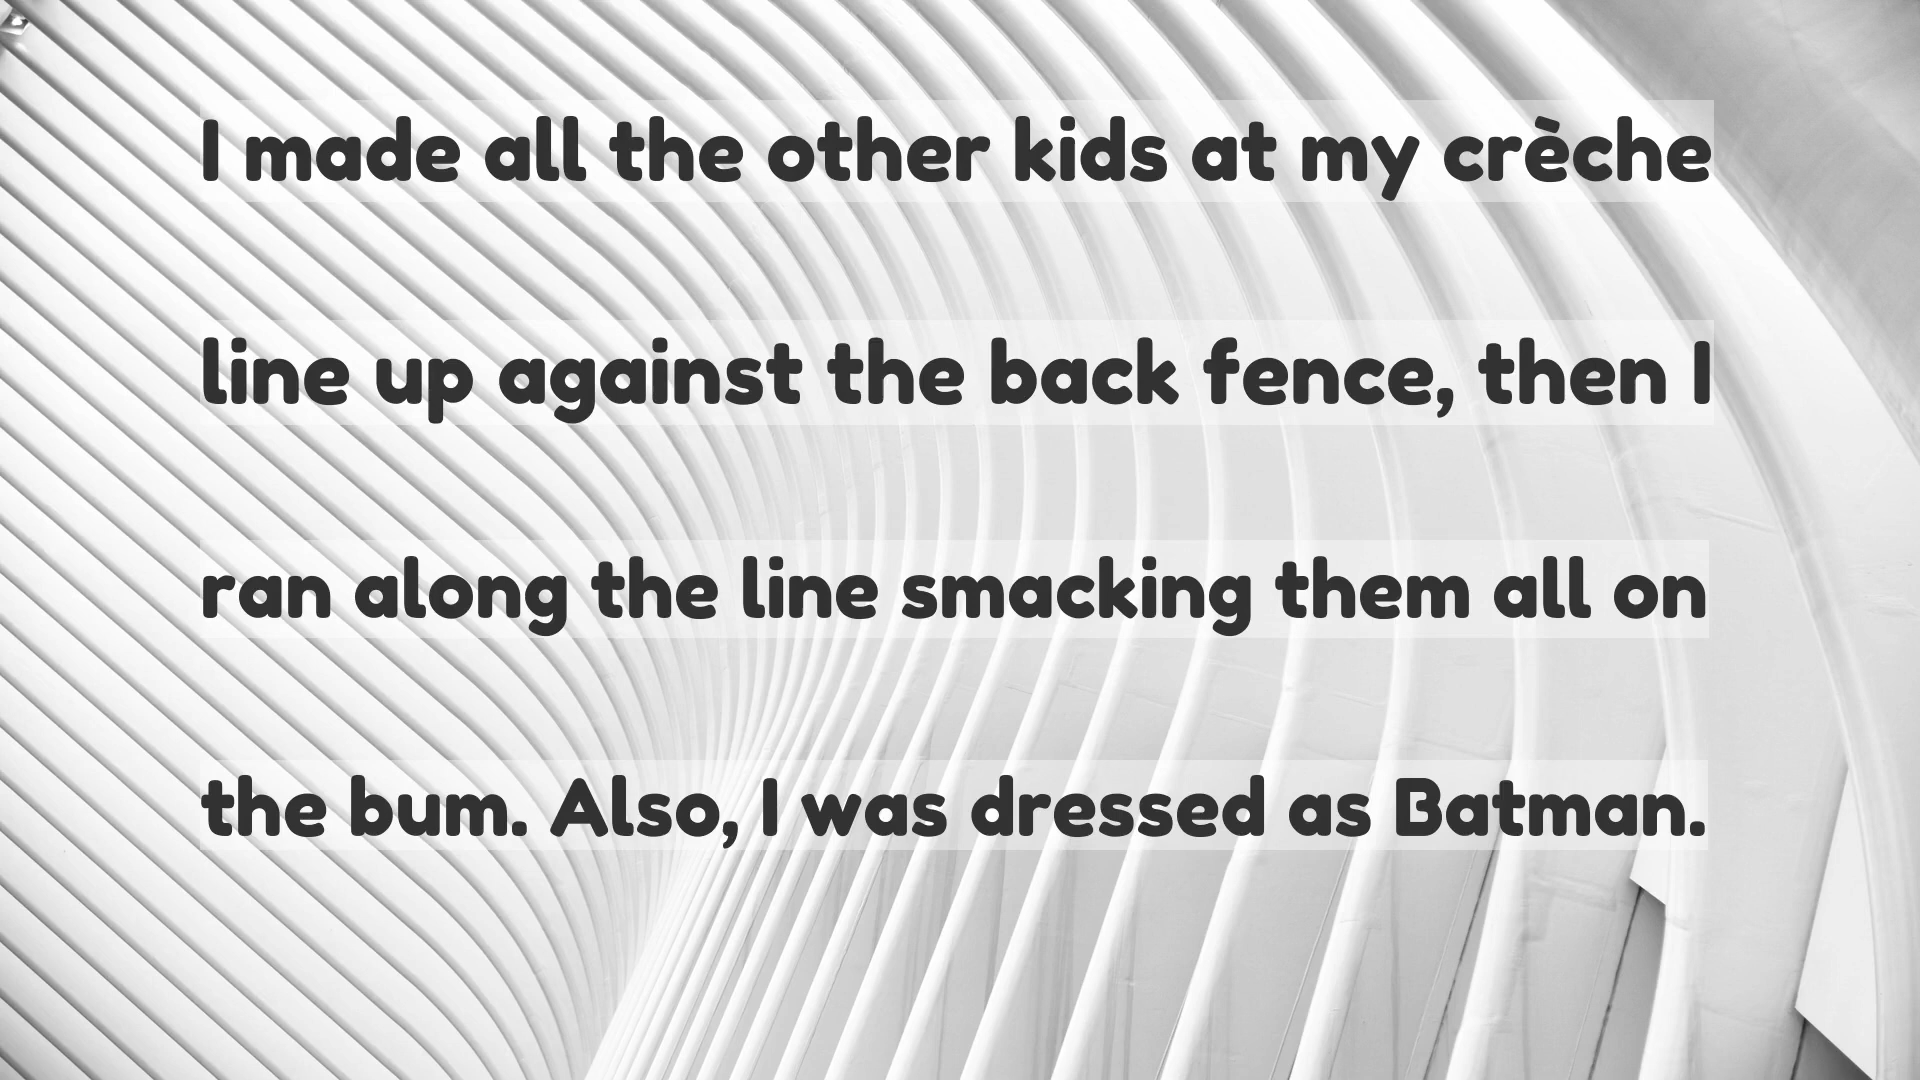 I made all the other kids at my crèche
line up against the back fence, then I
ran along the line smacking them all on
the bum. Also, I was dressed as Batman.